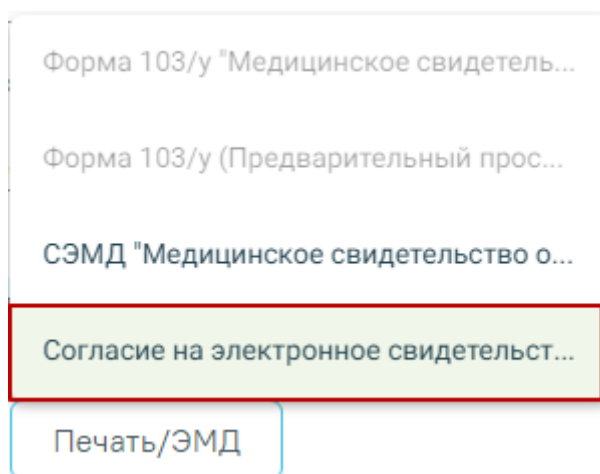 Форма 103/у "Медицинское свидетель...
Форма 103/у (Предварительный прос...
СЭМД "Медицинское свидетельство о...
Согласие на электронное свидетельст...
Печать/ЭМД